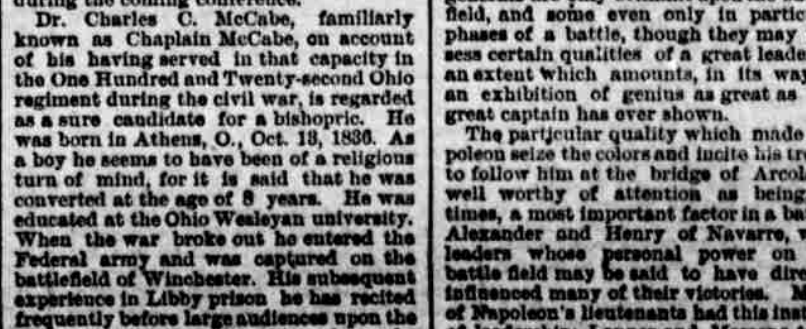 during the coming conference.
Dr. Charles C. McCabe, familiarly
known as Chaplain McCabe, on account
of his having served in that capacity in
the One Hundred and Twenty-second Ohio
regiment during the civil war, is regarded
as a sure candidate for a bishopric. He
was born in Athens, O., Oct. 13, 1836. As
a boy he seems to have been of a religious
turn of mind, for it is said that he was
converted at the age of 8 years. He was
educated at the Ohio Wesleyan university.
When the war broke out he entered the
Federal army and was captured on the
battlefield of Winchester. His subsequent
experience in Libby prison he has recited
frequently before large audiences upon the
field, and some even only in partic
phases of a battle, though they may
sess certain qualities of a great leade
an extent which amounts, in its wa
an exhibition of genius as great as
great captain has ever shown.
The particular quality which made
poleon seize the colors and incite his tr
to follow him at the bridge of Arcol
well worthy of attention as being
times, a most important factor in a ba
Alexander and Henry of Navarre, w
leaders whose personal power on
battle field may be said to have dire
influenced many of their victories. M
of Napoleon's lieutenants had this ins